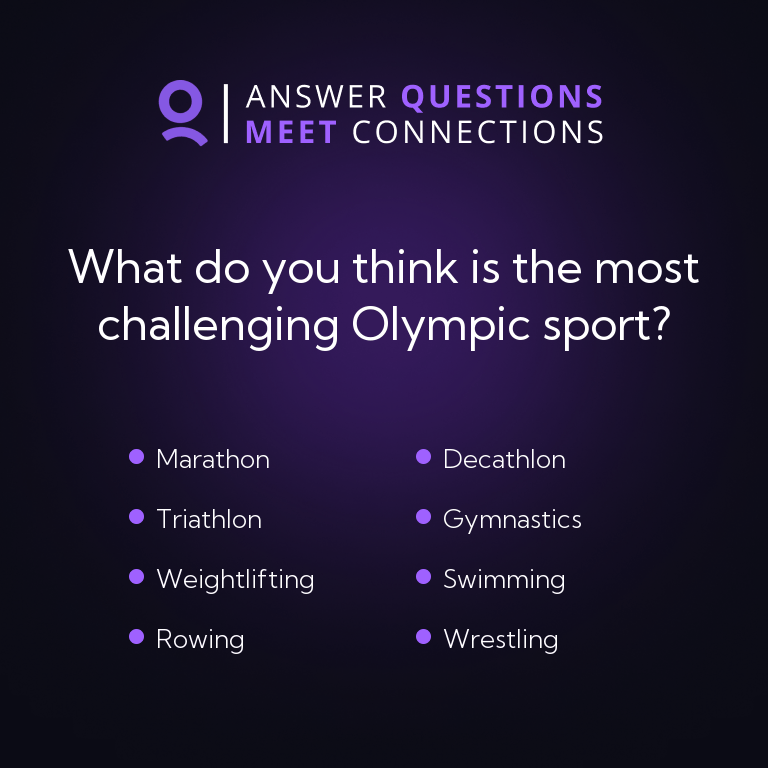 ANSWER QUESTIONS
MEET CONNECTIONS
What do you think is the most
challenging Olympic sport?
Marathon
Triathlon
Weightlifting
Rowing
Decathlon
Gymnastics
Swimming
Wrestling